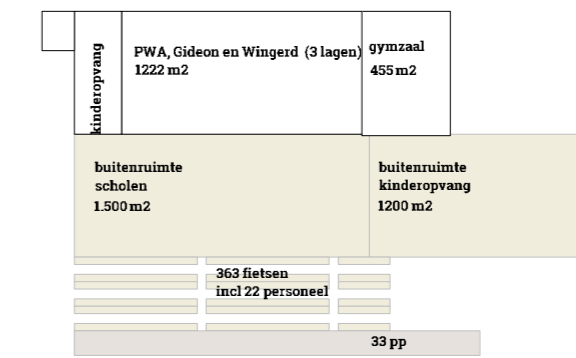 kinderopvang
PWA, Gideon en Wingerd (3 lagen)
1222 m2
gymzaal
455 m2
buitenruimte
scholen
1.500 m2
buitenruimte
kinderopvang
1200 m2
363 fietsen
incl 22 personeel
33 pp